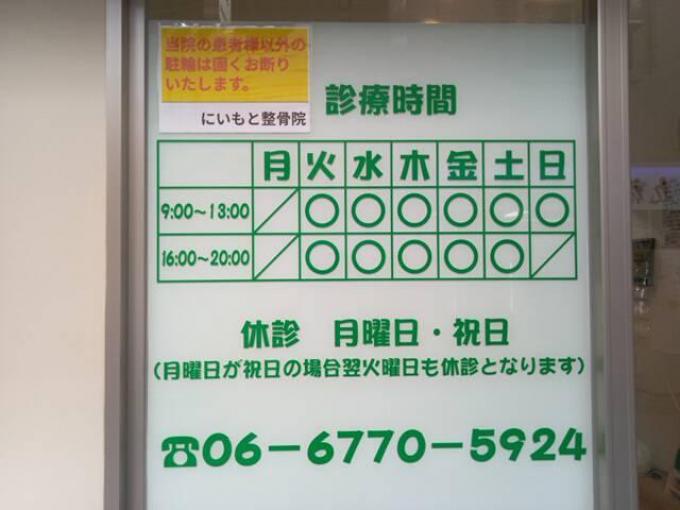 当院の患者様以外の
駐輪は固くお断り
いたします。
にいもと整骨院
診療時間
月 火 水 木 金 土 日
9:00～13:00 ／ ○ ○ ○ ○ ○ ○
16:00～20:00 ／ ○ ○ ○ ○ ○ ／
休診 月曜日・祝日
(月曜日が祝日の場合翌火曜日も休診となります)
☎06-6770-5924